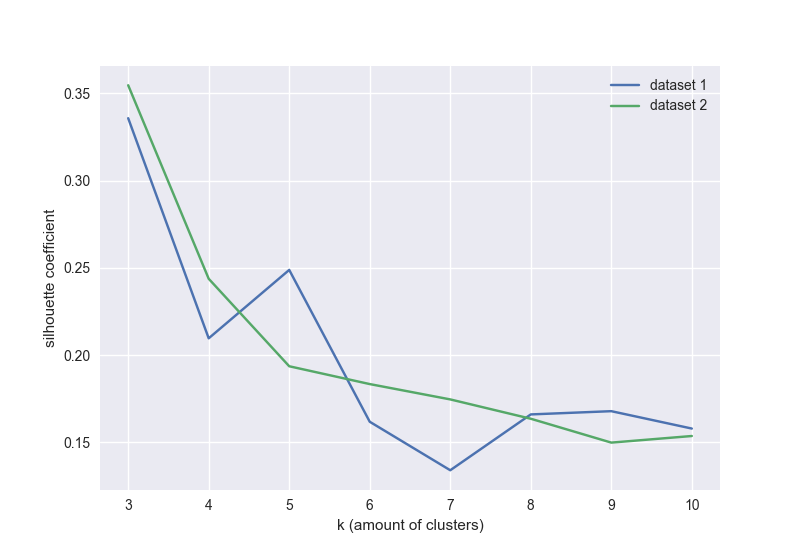 dataset 1
dataset 2
0.35
0.30
0.25
0.20
0.15
silhouette coefficient
3 4 5 6 7 8 9 10
k (amount of clusters)